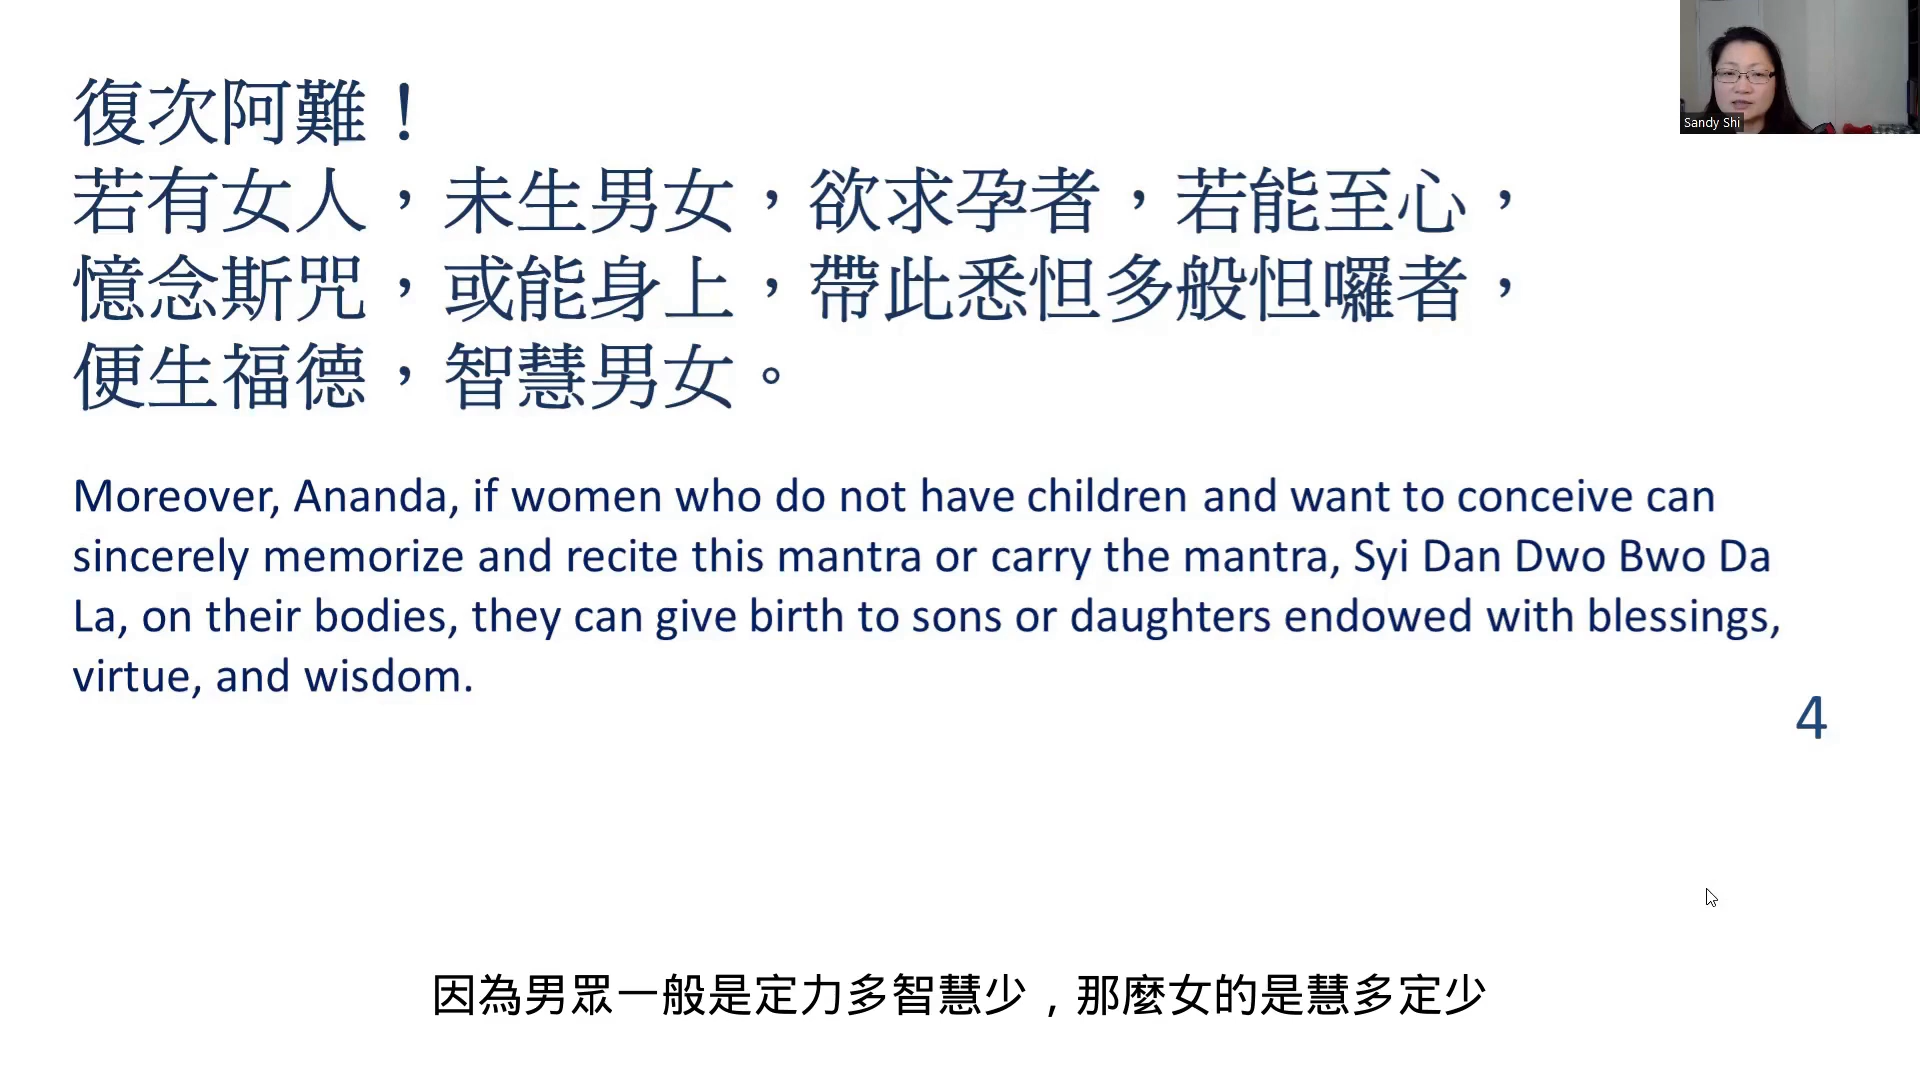 復次阿難！
若有女人，未生男女，欲求孕者，若能至心，
憶念斯咒，或能身上，帶此悉怛多般怛囉者，
便生福德，智慧男女。
Moreover, Ananda, if women who do not have children and want to conceive can
sincerely memorize and recite this mantra or carry the mantra, Syi Dan Dwo Bwo Da
La, on their bodies, they can give birth to sons or daughters endowed with blessings,
virtue, and wisdom.
4
Sandy Shi
因為男眾一般是定力多智慧少，那麼女的是慧多定少